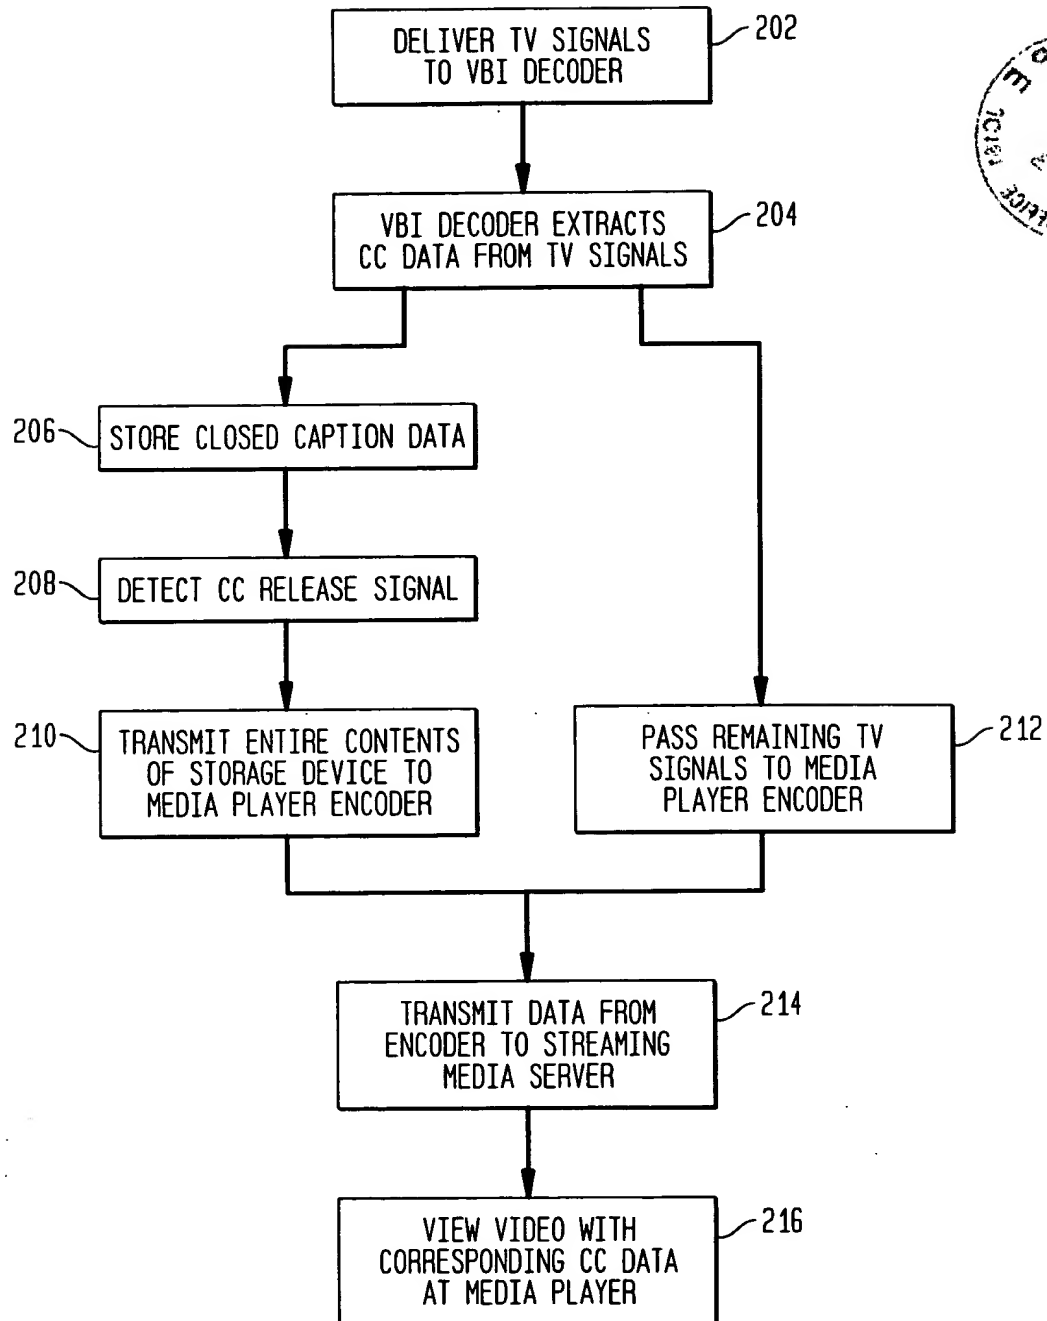 DELIVER TV SIGNALS
TO VBI DECODER
202
VBI DECODER EXTRACTS
CC DATA FROM TV SIGNALS
204
206
STORE CLOSED CAPTION DATA
208
DETECT CC RELEASE SIGNAL
210
TRANSMIT ENTIRE CONTENTS
OF STORAGE DEVICE TO
MEDIA PLAYER ENCODER
PASS REMAINING TV
SIGNALS TO MEDIA
PLAYER ENCODER
212
TRANSMIT DATA FROM
ENCODER TO STREAMING
MEDIA SERVER
214
VIEW VIDEO WITH
CORRESPONDING CC DATA
AT MEDIA PLAYER
216